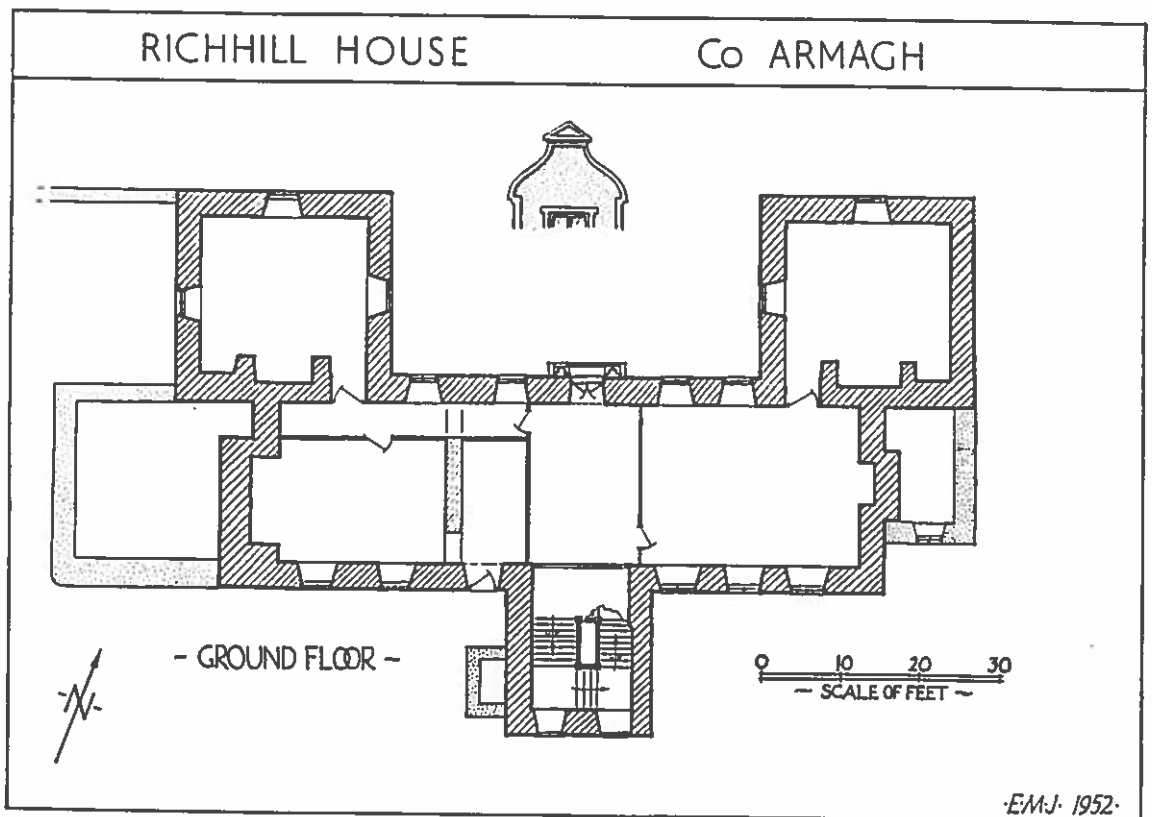 RICHHILL HOUSE Co ARMAGH
- GROUND FLOOR -
N
0 10 20 30
~ SCALE OF FEET ~
·E.M.J· 1952·